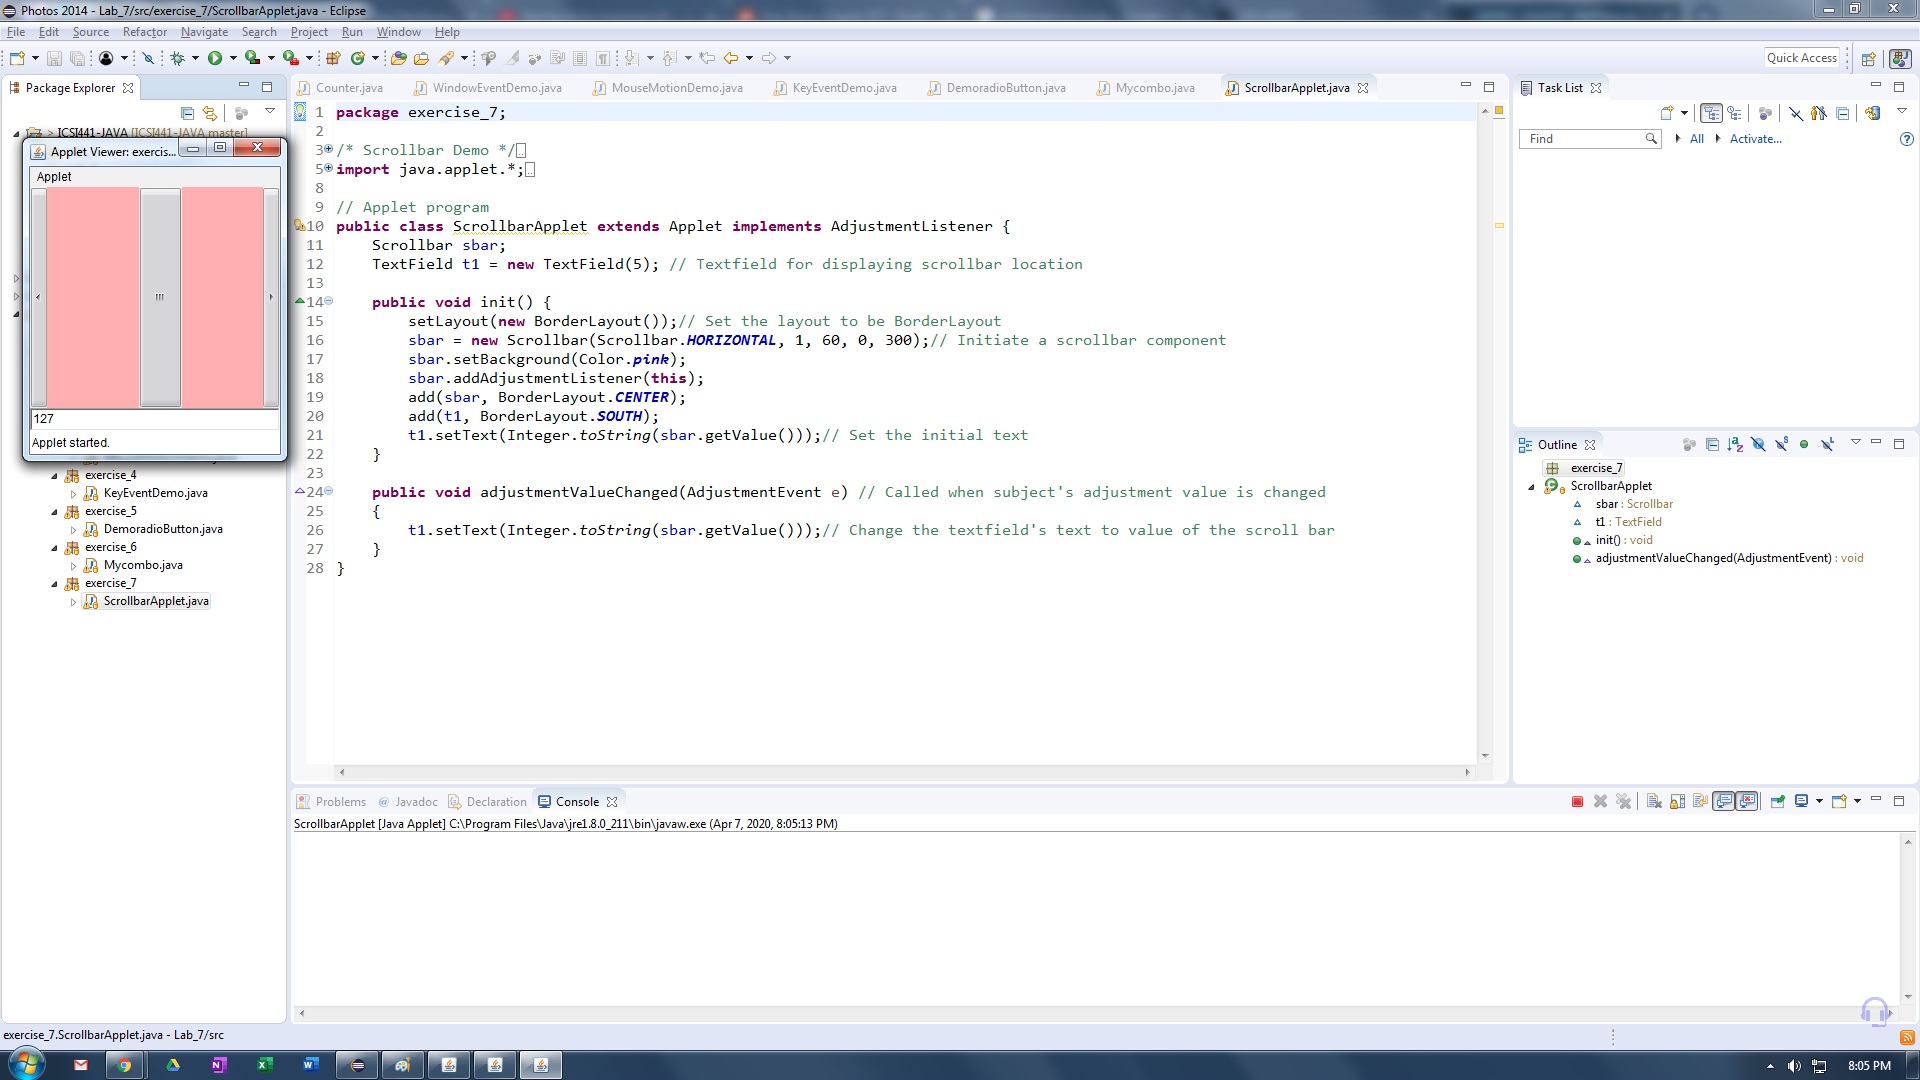 Photos 2014 - Lab_7/src/exercise_7/ScrollbarApplet.java - Eclipse
File Edit Source Refactor Navigate Search Project Run Window Help
Quick Access
Package Explorer
> ICSI441-JAVA [ICSI441-JAVA master]
Applet Viewer: exercis...
Applet
127
Applet started.
exercise_4
KeyEventDemo.java
exercise_5
DemoradioButton.java
exercise_6
Mycombo.java
exercise_7
ScrollbarApplet.java
Counter.java WindowEventDemo.java MouseMotionDemo.java KeyEventDemo.java DemoradioButton.java Mycombo.java ScrollbarApplet.java
1 package exercise_7;
2
3 /* Scrollbar Demo */
5 import java.applet.*;
8
9 // Applet program
10 public class ScrollbarApplet extends Applet implements AdjustmentListener {
11 Scrollbar sbar;
12 TextField t1 = new TextField(5); // Textfield for displaying scrollbar location
13
14 public void init() {
15 setLayout(new BorderLayout());// Set the layout to be BorderLayout
16 sbar = new Scrollbar(Scrollbar.HORIZONTAL, 1, 60, 0, 300);// Initiate a scrollbar component
17 sbar.setBackground(Color.pink);
18 sbar.addAdjustmentListener(this);
19 add(sbar, BorderLayout.CENTER);
20 add(t1, BorderLayout.SOUTH);
21 t1.setText(Integer.toString(sbar.getValue()));// Set the initial text
22 }
23
24 public void adjustmentValueChanged(AdjustmentEvent e) // Called when subject's adjustment value is changed
25 {
26 t1.setText(Integer.toString(sbar.getValue()));// Change the textfield's text to value of the scroll bar
27 }
28 }
Task List
Find All Activate...
Outline
exercise_7
ScrollbarApplet
sbar : Scrollbar
t1 : TextField
init() : void
adjustmentValueChanged(AdjustmentEvent) : void
Problems @ Javadoc Declaration Console
ScrollbarApplet [Java Applet] C:\Program Files\Java\jre1.8.0_211\bin\javaw.exe (Apr 7, 2020, 8:05:13 PM)
exercise_7.ScrollbarApplet.java - Lab_7/src
8:05 PM